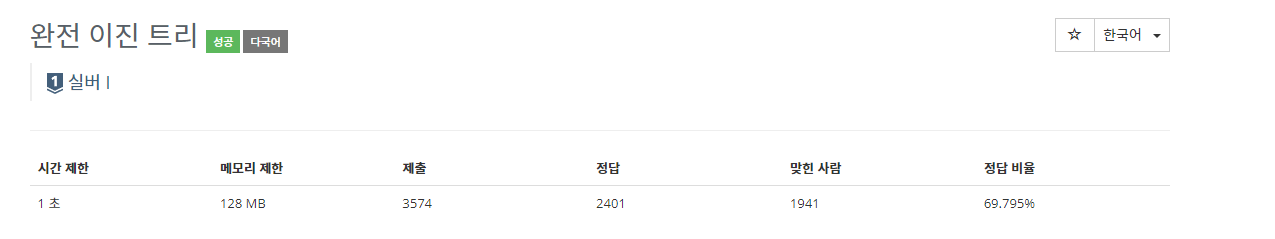 완전 이진 트리 성공 다국어
☆ 한국어
1 실버 I
시간 제한 메모리 제한 제출 정답 맞힌 사람 정답 비율
1 초 128 MB 3574 2401 1941 69.795%